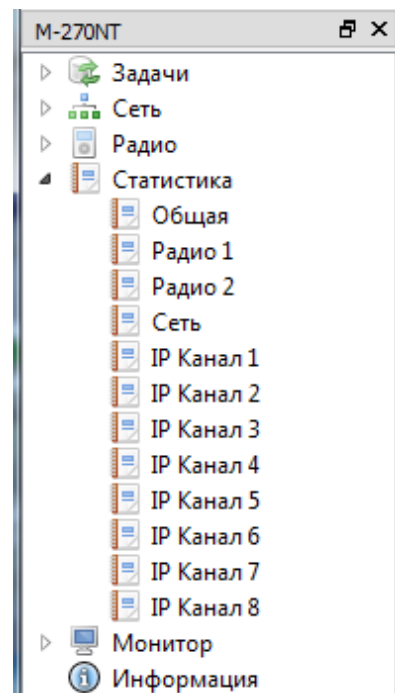 M-270NT
Задачи
Сеть
Радио
Статистика
Общая
Радио 1
Радио 2
Сеть
IP Канал 1
IP Канал 2
IP Канал 3
IP Канал 4
IP Канал 5
IP Канал 6
IP Канал 7
IP Канал 8
Монитор
Информация